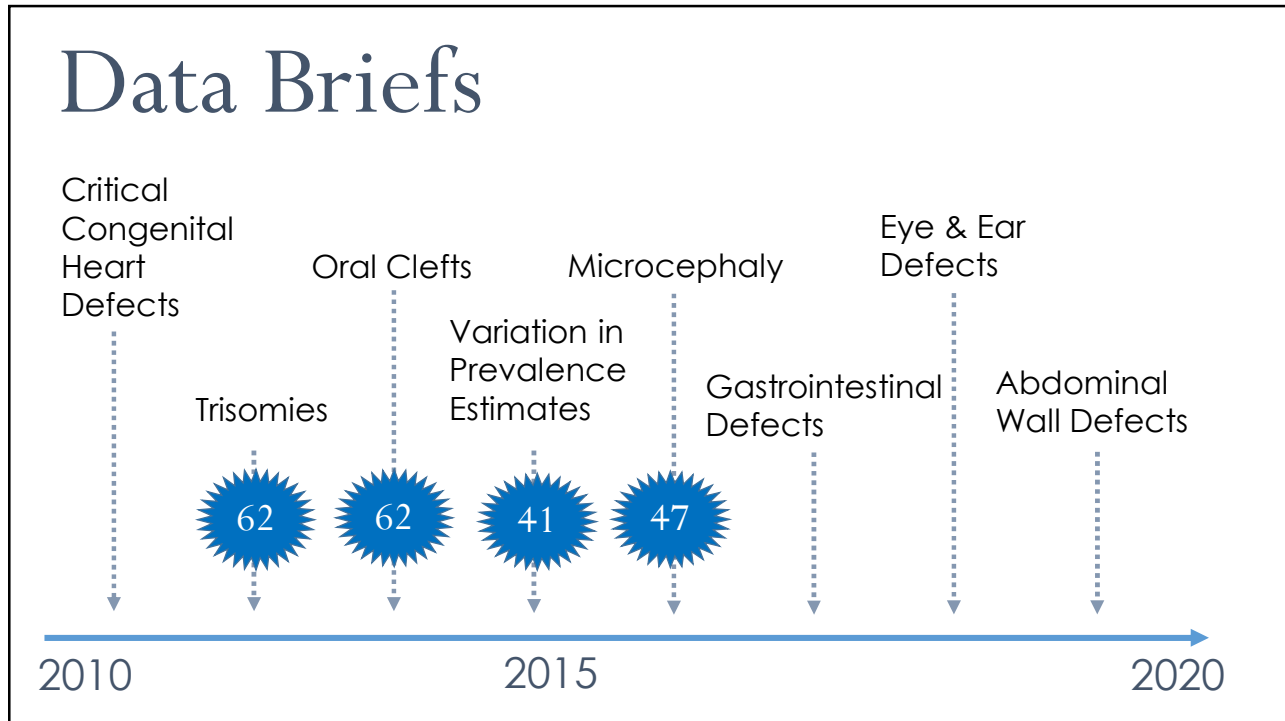 Data Briefs
Critical
Congenital
Heart
Defects
Trisomies
Oral Clefts
Variation in
Prevalence
Estimates
Microcephaly
Gastrointestinal
Defects
Eye & Ear
Defects
Abdominal
Wall Defects
62
62
41
47
2010
2015
2020